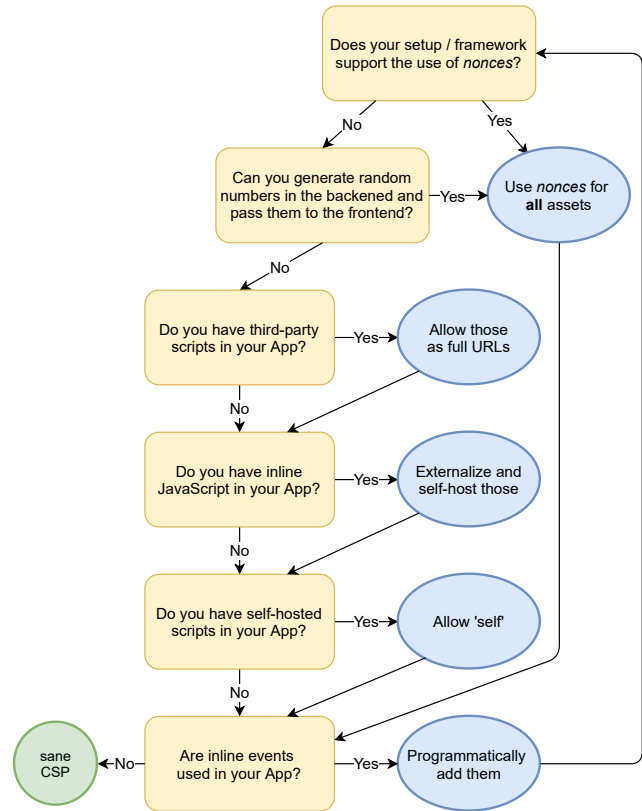 Does your setup / framework
support the use of nonces?
No
Yes
Can you generate random
numbers in the backened and
pass them to the frontend?
Yes
Use nonces for
all assets
No
Do you have third-party
scripts in your App?
Yes
Allow those
as full URLs
No
Do you have inline
JavaScript in your App?
Yes
Externalize and
self-host those
No
Do you have self-hosted
scripts in your App?
Yes
Allow 'self'
No
sane
CSP
No
Are inline events
used in your App?
Yes
Programmatically
add them